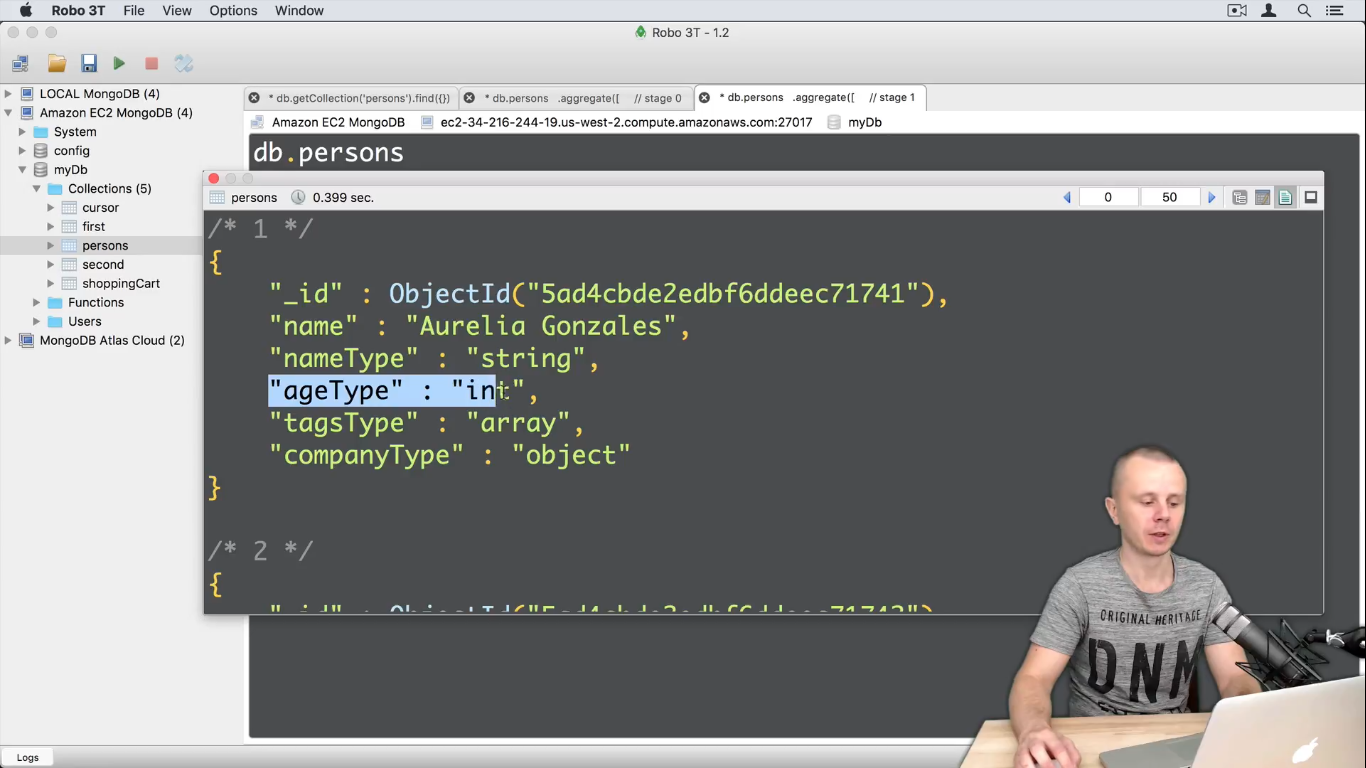 Robo 3T File View Options Window
Robo 3T - 1.2
LOCAL MongoDB (4)
Amazon EC2 MongoDB (4)
System
config
myDb
Collections (5)
cursor
first
persons
second
shoppingCart
Functions
Users
MongoDB Atlas Cloud (2)
* db.getCollection('persons').find({}) * db.persons .aggregate([ // stage 0 * db.persons .aggregate([ // stage 1
Amazon EC2 MongoDB ec2-34-216-244-19.us-west-2.compute.amazonaws.com:27017 myDb
db.persons
persons 0.399 sec. 0 50
/* 1 */
{
"_id" : ObjectId("5ad4cbde2edbf6ddeec71741"),
"name" : "Aurelia Gonzales",
"nameType" : "string",
"ageType" : "int",
"tagsType" : "array",
"companyType" : "object"
}
/* 2 */
{
ORIGINAL HERITAGE
DNM
Logs